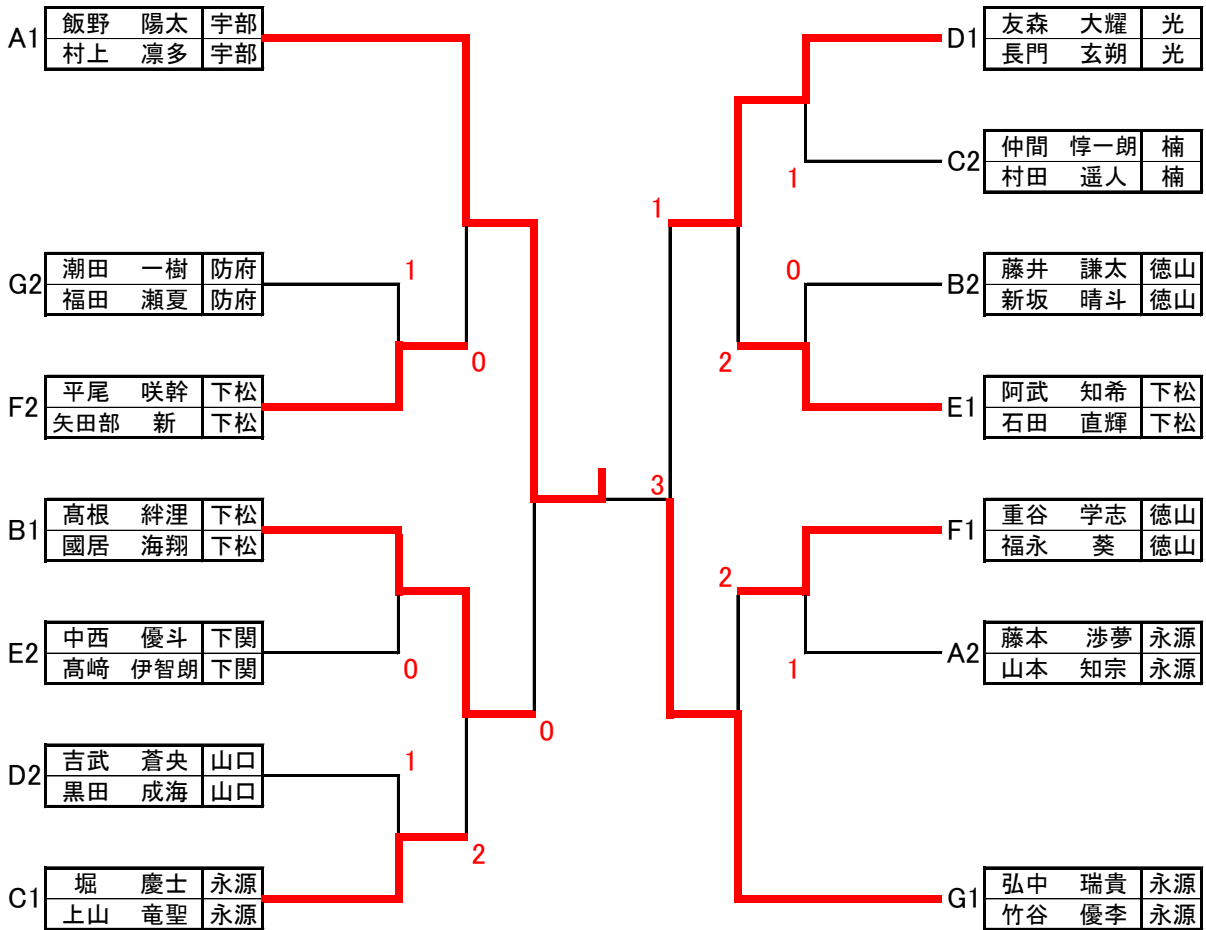 A1
飯野 陽太 宇部
村上 凛多 宇部
G2
潮田 一樹 防府
福田 瀬夏 防府
1
F2
平尾 咲幹 下松
矢田部 新 下松
0
B1
髙根 絆浬 下松
國居 海翔 下松
E2
中西 優斗 下関
髙﨑 伊智朗 下関
0
D2
吉武 蒼央 山口
黒田 成海 山口
1
C1
堀 慶士 永源
上山 竜聖 永源
2
0
3
1
D1
友森 大耀 光
長門 玄朔 光
C2
仲間 惇一朗 楠
村田 遥人 楠
1
B2
藤井 謙太 徳山
新坂 晴斗 徳山
0
2
E1
阿武 知希 下松
石田 直輝 下松
F1
重谷 学志 徳山
福永 葵 徳山
2
A2
藤本 渉夢 永源
山本 知宗 永源
1
G1
弘中 瑞貴 永源
竹谷 優李 永源